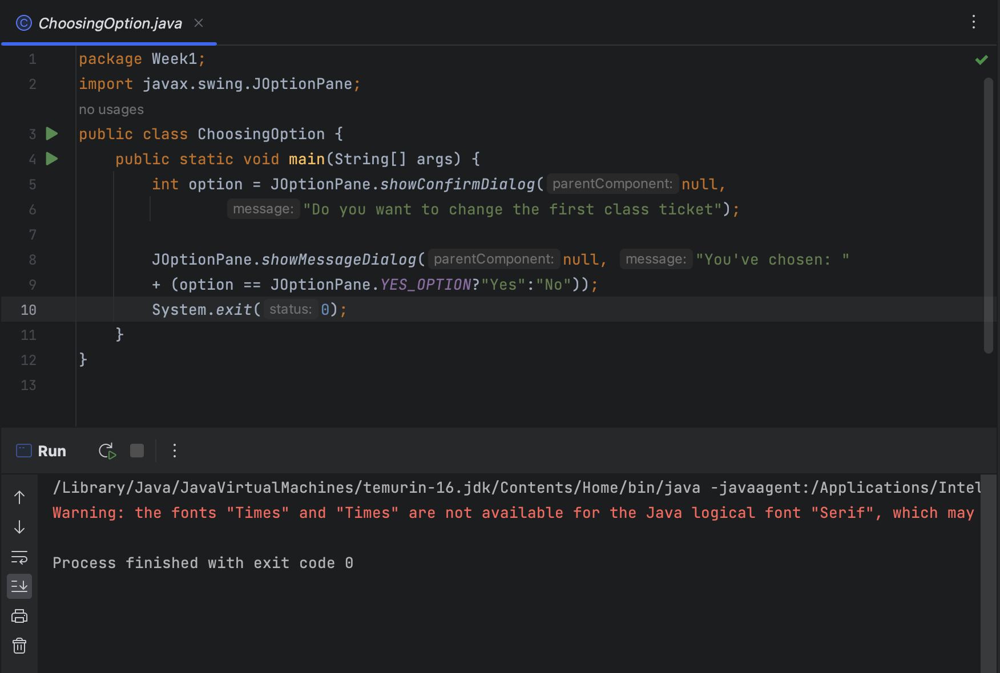 ChoosingOption.java
1 package Week1;
2 import javax.swing.JOptionPane;
no usages
3 public class ChoosingOption {
4 public static void main(String[] args) {
5 int option = JOptionPane.showConfirmDialog( parentComponent: null,
6 message: "Do you want to change the first class ticket");
7
8 JOptionPane.showMessageDialog( parentComponent: null, message: "You've chosen: "
9 + (option == JOptionPane.YES_OPTION?"Yes":"No"));
10 System.exit( status: 0);
11 }
12 }
13
Run
/Library/Java/JavaVirtualMachines/temurin-16.jdk/Contents/Home/bin/java -javaagent:/Applications/Intel
Warning: the fonts "Times" and "Times" are not available for the Java logical font "Serif", which may
Process finished with exit code 0